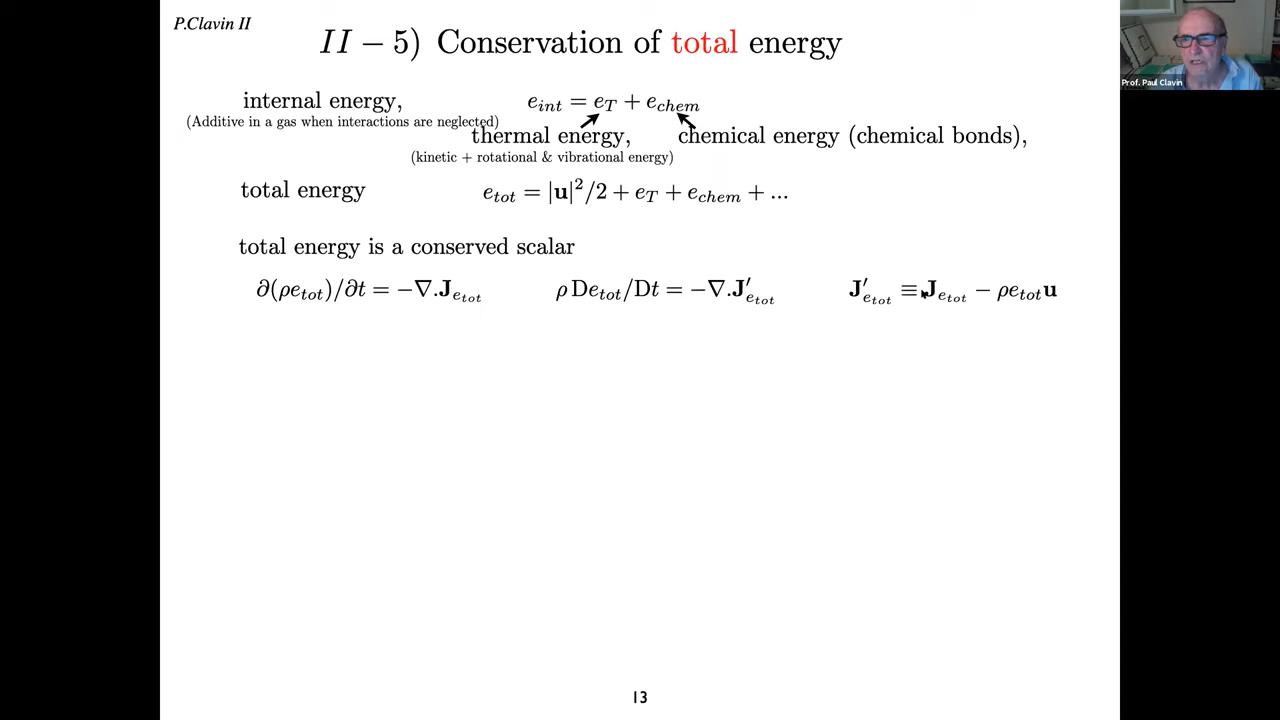 P.Clavin II
II – 5) Conservation of total energy
internal energy, e_int = e_T + e_chem
(Additive in a gas when interactions are neglected)
thermal energy, chemical energy (chemical bonds),
(kinetic + rotational & vibrational energy)
total energy e_tot = |u|²/2 + e_T + e_chem + ...
total energy is a conserved scalar
∂(ρe_tot)/∂t = −∇.J_e_tot ρ De_tot/Dt = −∇.J′_e_tot J′_e_tot ≡ J_e_tot − ρe_tot u
13
Prof. Paul Clavin